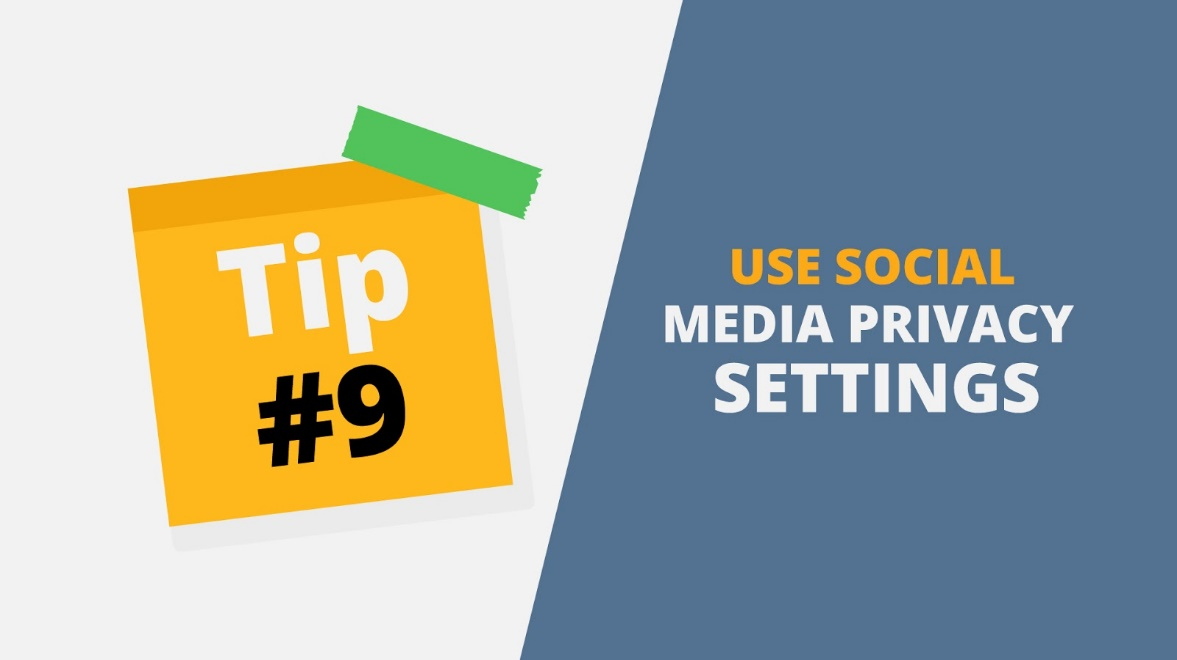 Tip
#9
USE SOCIAL
MEDIA PRIVACY
SETTINGS